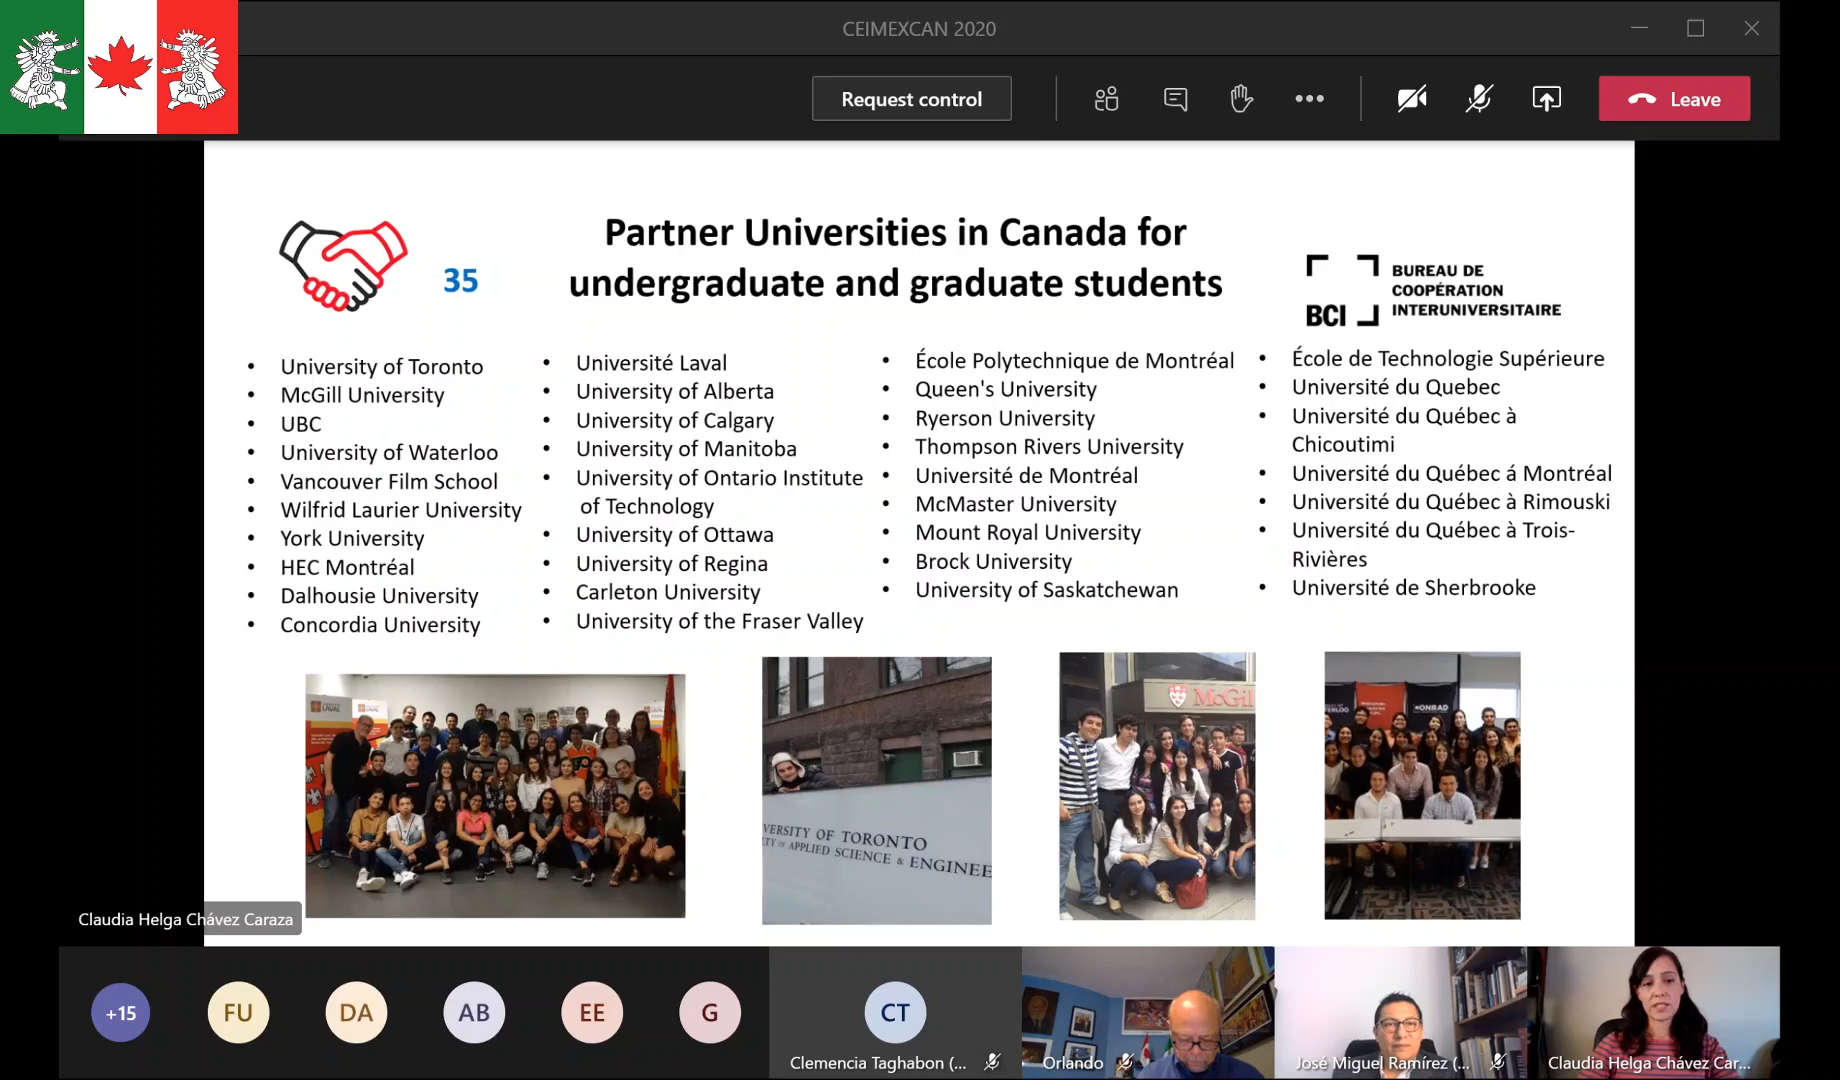 CEIMEXCAN 2020
Request control
Leave
Partner Universities in Canada for
undergraduate and graduate students
35
BCI
BUREAU DE
COOPÉRATION
INTERUNIVERSITAIRE
• University of Toronto
• McGill University
• UBC
• University of Waterloo
• Vancouver Film School
• Wilfrid Laurier University
• York University
• HEC Montréal
• Dalhousie University
• Concordia University
• Université Laval
• University of Alberta
• University of Calgary
• University of Manitoba
• University of Ontario Institute
of Technology
• University of Ottawa
• University of Regina
• Carleton University
• University of the Fraser Valley
• École Polytechnique de Montréal
• Queen's University
• Ryerson University
• Thompson Rivers University
• Université de Montréal
• McMaster University
• Mount Royal University
• Brock University
• University of Saskatchewan
• École de Technologie Supérieure
• Université du Quebec
• Université du Québec à
Chicoutimi
• Université du Québec á Montréal
• Université du Québec à Rimouski
• Université du Québec à Trois-
Rivières
• Université de Sherbrooke
LAVAL
VERSITY OF TORONTO
TY OF APPLIED SCIENCE & ENGINEE
McGill
CONRAD
Claudia Helga Chávez Caraza
+15
FU
DA
AB
EE
G
CT
Clemencia Taghabon (...
Orlando
José Miguel Ramírez (...
Claudia Helga Chávez Car...